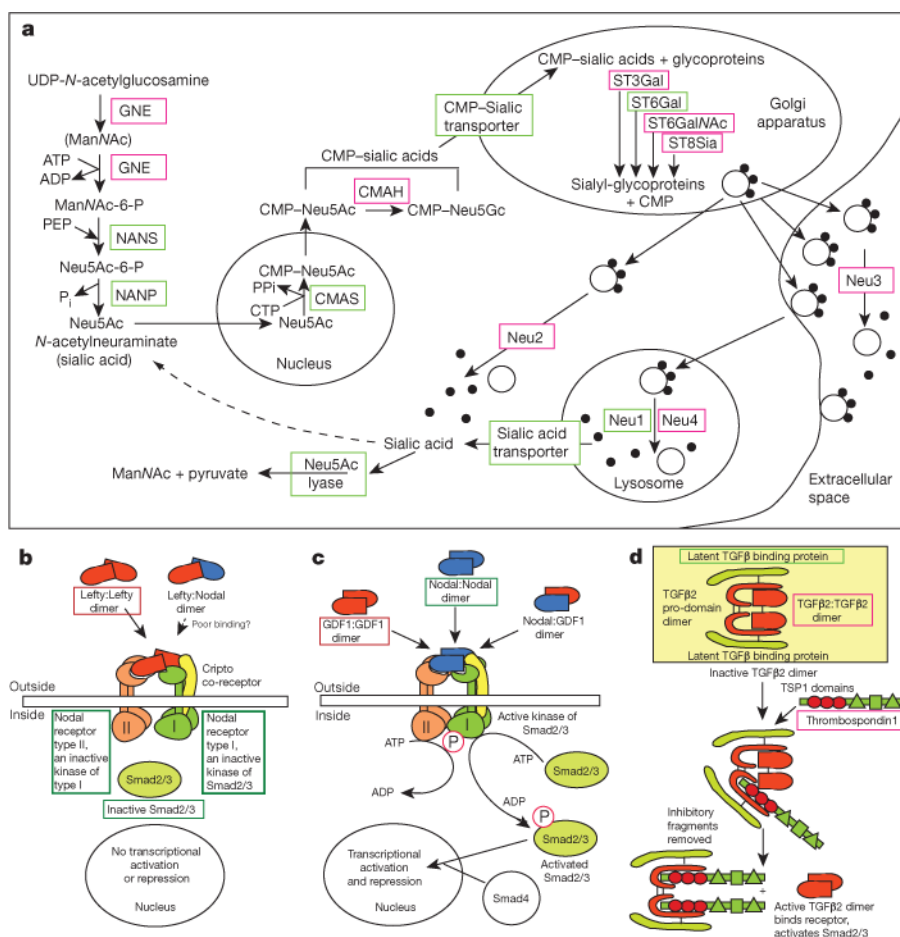 a
UDP-N-acetylglucosamine
GNE
(ManNAc)
ATP
ADP
GNE
ManNAc-6-P
PEP
NANS
Neu5Ac-6-P
Pi
NANP
Neu5Ac
N-acetylneuraminate
(sialic acid)
CMP–sialic acids
CMAH
CMP–Neu5Ac
CMP–Neu5Gc
CMP–Neu5Ac
PPi
CTP
CMAS
Neu5Ac
Nucleus
CMP–Sialic
transporter
CMP–sialic acids + glycoproteins
ST3Gal
ST6Gal
ST6GalNAc
ST8Sia
Golgi
apparatus
Sialyl-glycoproteins
+ CMP
Neu2
Neu3
Neu1
Neu4
Lysosome
Sialic acid
transporter
Sialic acid
Neu5Ac
lyase
ManNAc + pyruvate
Extracellular
space
b
Lefty:Lefty
dimer
Lefty:Nodal
dimer
Poor binding?
Cripto
co-receptor
Outside
Inside
II
I
Nodal
receptor
type II,
an inactive
kinase of
type I
Nodal
receptor
type I,
an inactive
kinase of
Smad2/3
Smad2/3
Inactive Smad2/3
No transcriptional
activation
or repression
Nucleus
c
Nodal:Nodal
dimer
GDF1:GDF1
dimer
Nodal:GDF1
dimer
Outside
Inside
II
I
Active kinase of
Smad2/3
P
ATP
ADP
ATP
Smad2/3
ADP
P
Smad2/3
Activated
Smad2/3
Transcriptional
activation
and repression
Nucleus
Smad4
d
Latent TGFβ binding protein
TGFβ2
pro-domain
dimer
TGFβ2:TGFβ2
dimer
Latent TGFβ binding protein
Inactive TGFβ2 dimer
TSP1 domains
Thrombospondin1
Inhibitory
fragments
removed
+
Active TGFβ2 dimer
binds receptor,
activates Smad2/3